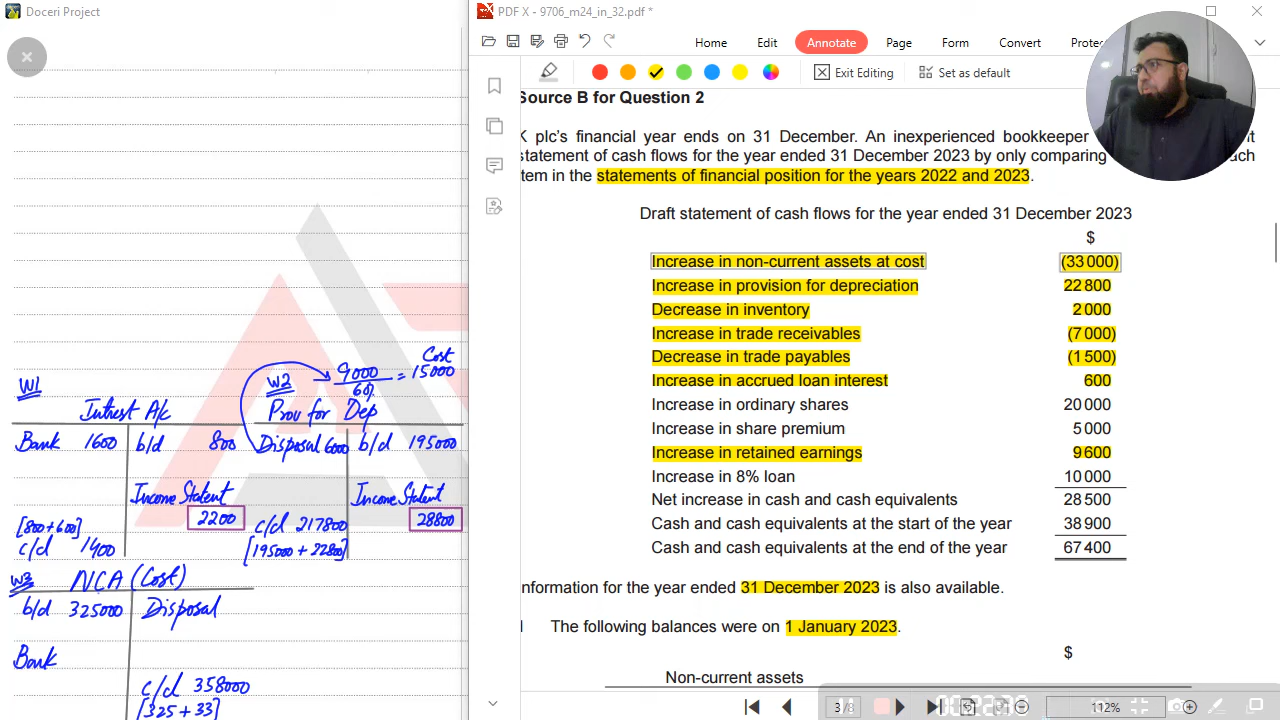 Doceri Project
PDF X - 9706_m24_in_32.pdf *
Home Edit Annotate Page Form Convert Protec
Exit Editing Set as default
Source B for Question 2
K plc's financial year ends on 31 December. An inexperienced bookkeeper
statement of cash flows for the year ended 31 December 2023 by only comparing
tem in the statements of financial position for the years 2022 and 2023.
Draft statement of cash flows for the year ended 31 December 2023
$
Increase in non-current assets at cost (33 000)
Increase in provision for depreciation 22 800
Decrease in inventory 2 000
Increase in trade receivables (7 000)
Decrease in trade payables (1 500)
Increase in accrued loan interest 600
Increase in ordinary shares 20 000
Increase in share premium 5 000
Increase in retained earnings 9 600
Increase in 8% loan 10 000
Net increase in cash and cash equivalents 28 500
Cash and cash equivalents at the start of the year 38 900
Cash and cash equivalents at the end of the year 67 400
nformation for the year ended 31 December 2023 is also available.
The following balances were on 1 January 2023.
$
Non-current assets
3/8
112%
W1
Intrest A/c
Bank 1600 b/d 800
Income Statent
2200
[800+600]
c/d 1400
W2
9000
60%
= Cost
15000
Prov for Dep
Disposal 6000 b/d 195000
Income Statent
28800
c/d 217800
[195000 + 22800]
W3 NCA (Cost)
b/d 325000 Disposal
Bank
c/d 358000
[325 + 33]